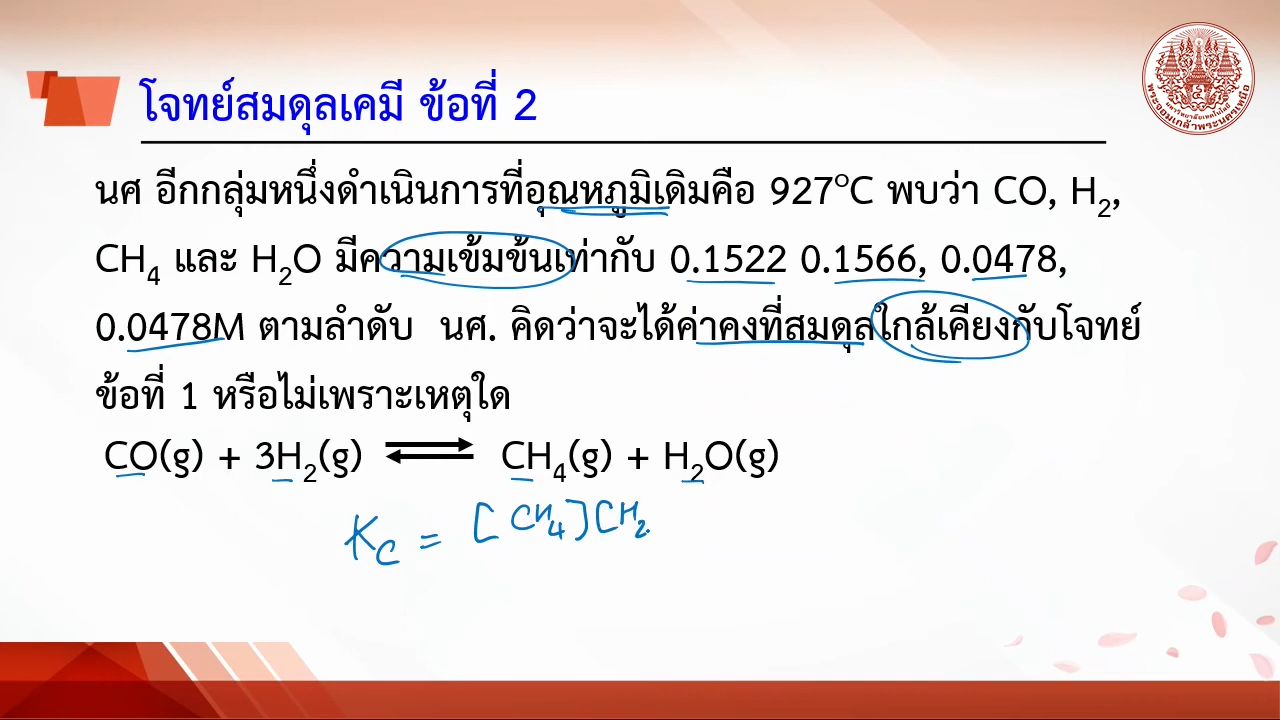 โจทย์สมดุลเคมี ข้อที่ 2
นศ อีกกลุ่มหนึ่งดำเนินการที่อุณหภูมิเดิมคือ 927°C พบว่า CO, H₂,
CH₄ และ H₂O มีความเข้มข้นเท่ากับ 0.1522 0.1566, 0.0478,
0.0478M ตามลำดับ นศ. คิดว่าจะได้ค่าคงที่สมดุลใกล้เคียงกับโจทย์
ข้อที่ 1 หรือไม่เพราะเหตุใด
CO(g) + 3H₂(g) ⇌ CH₄(g) + H₂O(g)
K_C = [CH₄][H₂